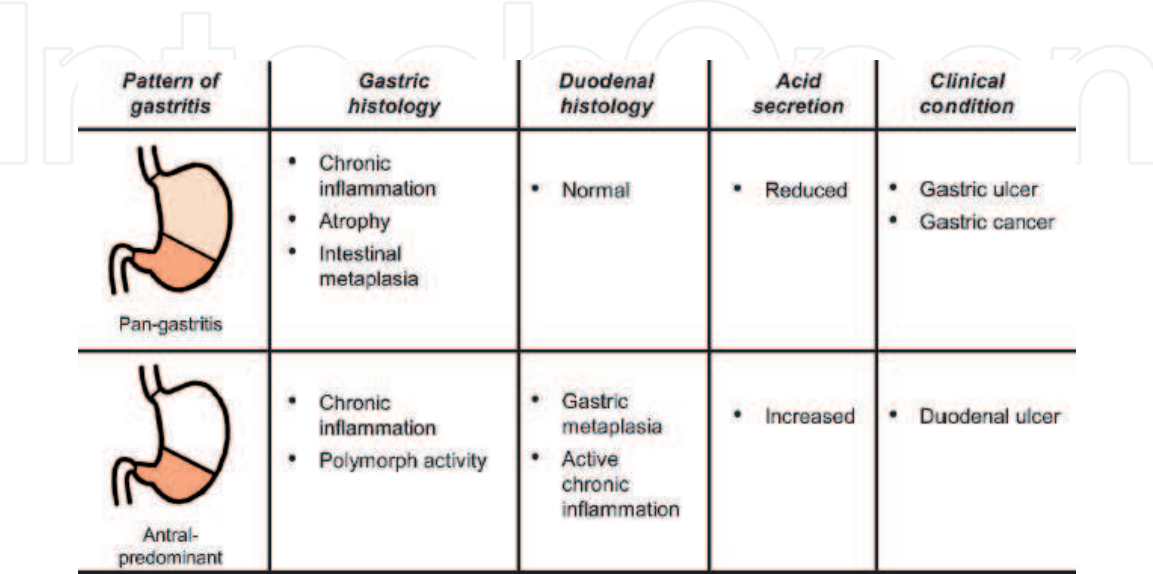 IntechOpen
Pattern of gastritis
Gastric histology
Duodenal histology
Acid secretion
Clinical condition
Pan-gastritis
• Chronic inflammation
• Atrophy
• Intestinal metaplasia
• Normal
• Reduced
• Gastric ulcer
• Gastric cancer
Antral-predominant
• Chronic inflammation
• Polymorph activity
• Gastric metaplasia
• Active chronic inflammation
• Increased
• Duodenal ulcer